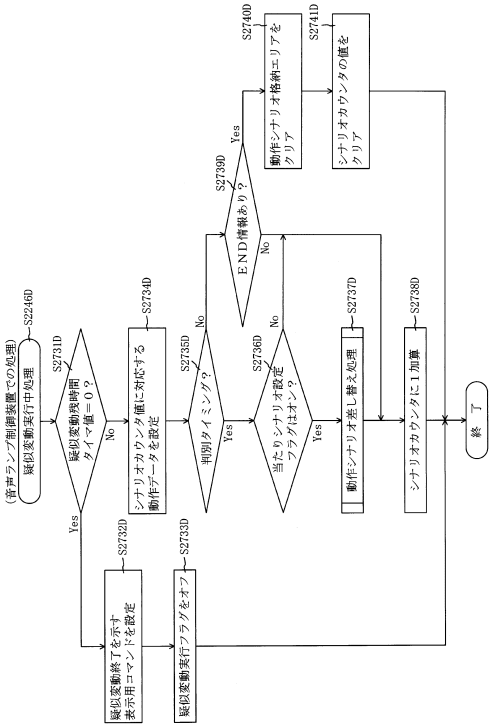 (音声ランプ制御装置での処理)
疑似変動実行中処理
S2246D
疑似変動残時間
タイマ値=0?
S2731D
Yes
No
疑似変動終了を示す
表示用コマンドを設定
S2732D
疑似変動実行フラグをオフ
S2733D
シナリオカウンタ値に対応する
動作データを設定
S2734D
判別タイミング?
S2735D
No
Yes
当たりシナリオ設定
フラグはオン?
S2736D
No
Yes
動作シナリオ差し替え処理
S2737D
シナリオカウンタに1加算
S2738D
END情報あり?
S2739D
Yes
No
動作シナリオ格納エリアを
クリア
S2740D
シナリオカウンタの値を
クリア
S2741D
終了